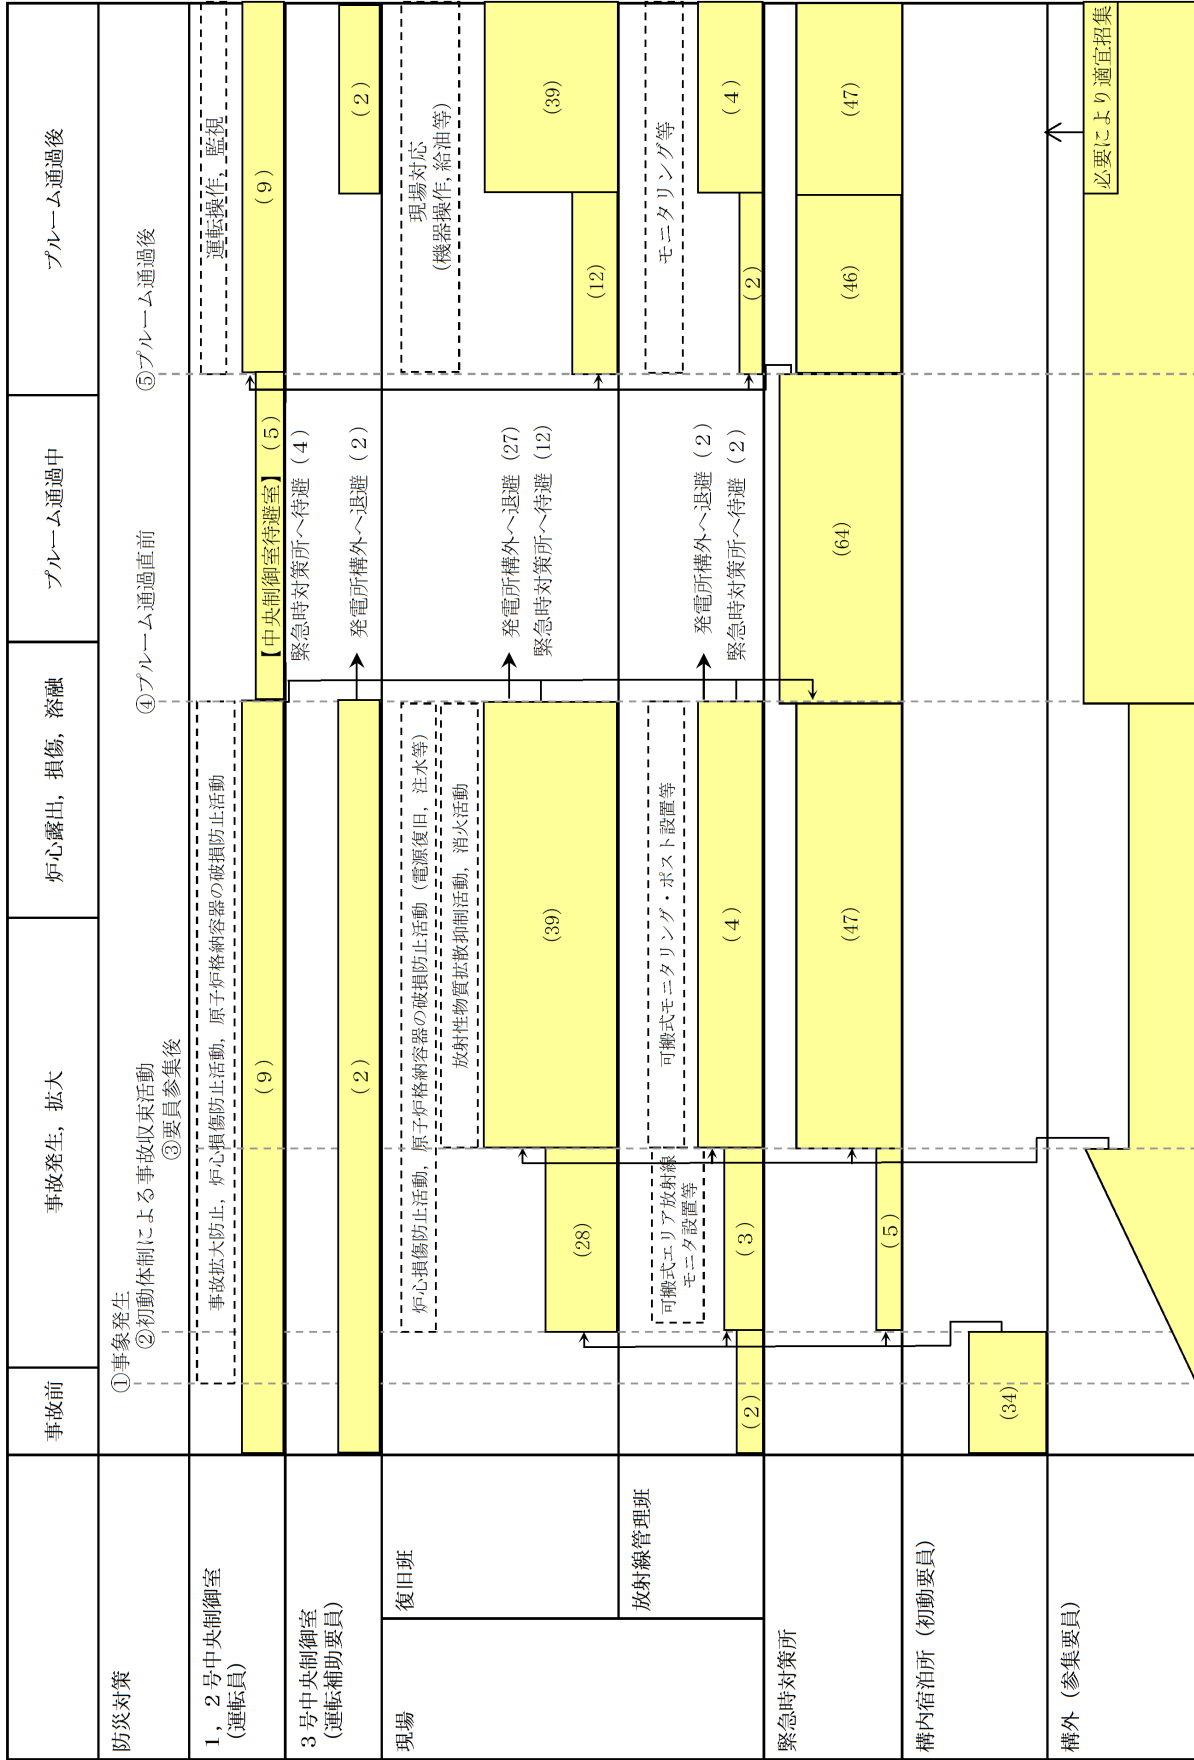 事故前
事故発生，拡大
炉心露出，損傷，溶融
プルーム通過中
プルーム通過後
防災対策
①事象発生
②初動体制による事故収束活動
③要員参集後
④プルーム通過直前
⑤プルーム通過後
１，２号中央制御室
（運転員）
事故拡大防止，炉心損傷防止活動，原子炉格納容器の破損防止活動
運転操作，監視
（９）
【中央制御室待避室】（５）
（９）
緊急時対策所へ待避（４）
３号中央制御室
（運転補助要員）
（２）
発電所構外へ退避（２）
（２）
現場
復旧班
炉心損傷防止活動，原子炉格納容器の破損防止活動（電源復旧，注水等）
放射性物質拡散抑制活動，消火活動
現場対応
（機器操作，給油等）
(28)
(39)
発電所構外へ退避 (27)
緊急時対策所へ待避 (12)
(12)
(39)
放射線管理班
可搬式エリア放射線
モニタ設置等
可搬式モニタリング・ポスト設置等
モニタリング等
（２）
（３）
（４）
発電所構外へ退避（２）
緊急時対策所へ待避（２）
（２）
（４）
緊急時対策所
（５）
(47)
(64)
(46)
(47)
構内宿泊所（初動要員）
(34)
構外（参集要員）
必要により適宜招集